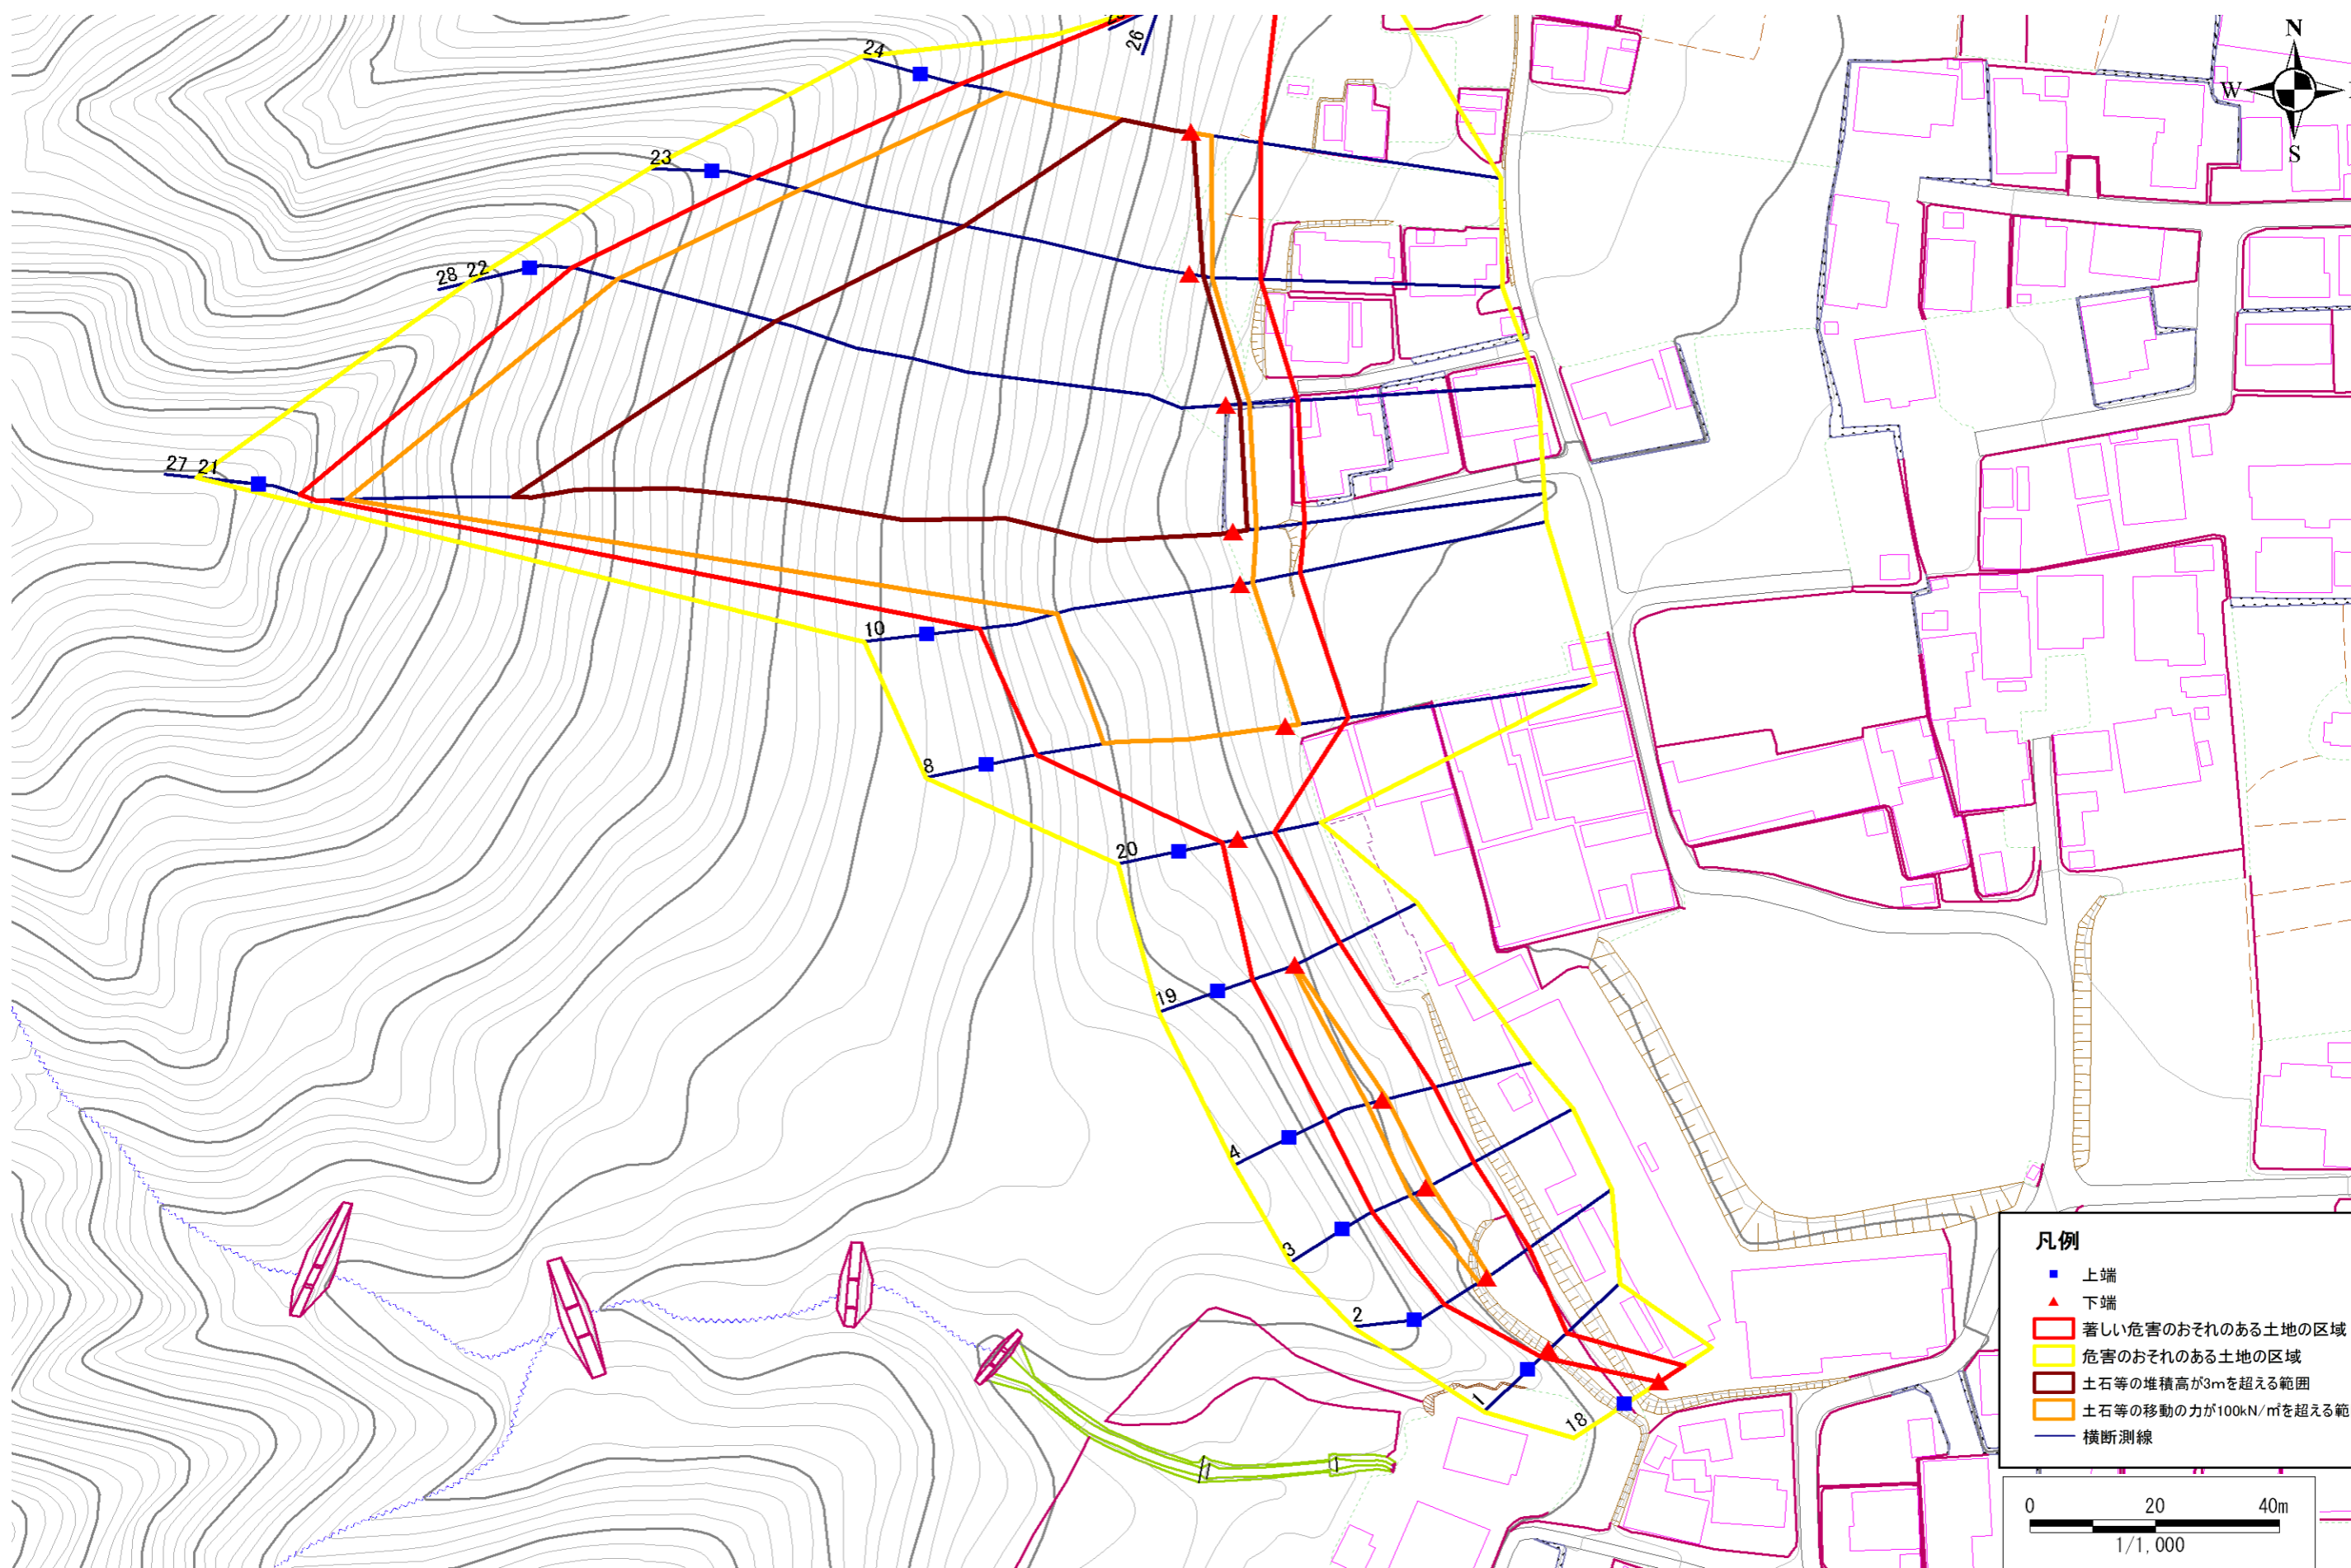 26
24
N
W
S
23
28 22
27 21
10
8
20
19
4
3
2
1
18
1
凡例
上端
下端
著しい危害のおそれのある土地の区域
危害のおそれのある土地の区域
土石等の堆積高が3mを超える範囲
土石等の移動の力が100kN/㎡を超える範
横断測線
0 20 40m
1/1,000